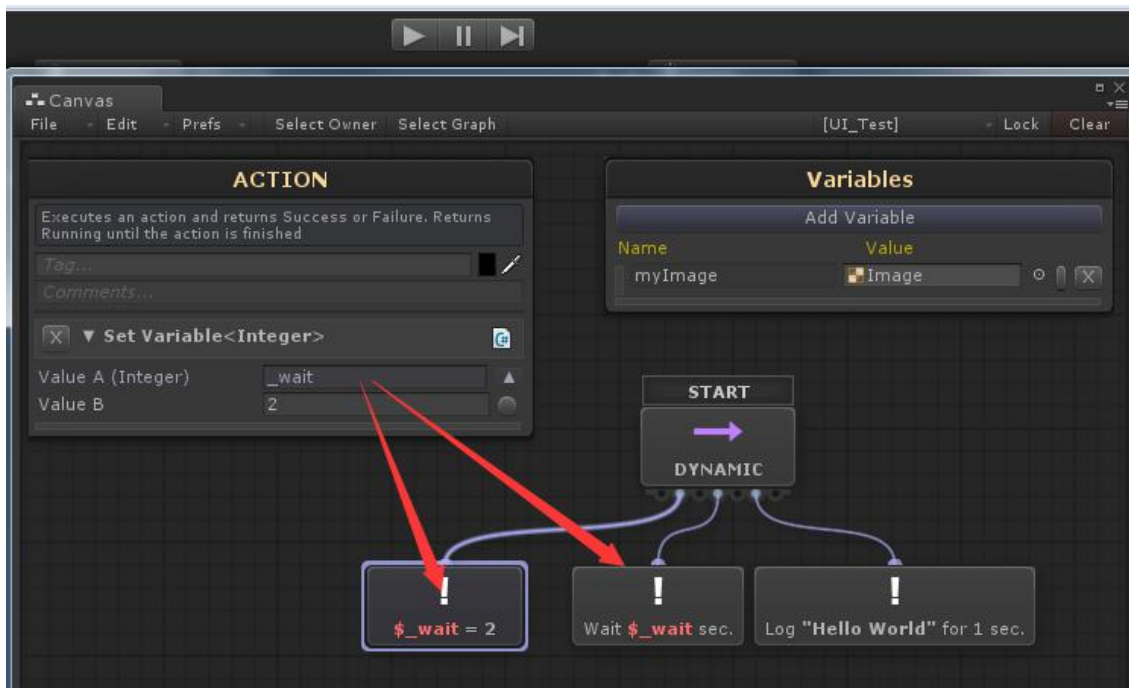 Canvas
File Edit Prefs Select Owner Select Graph [UI_Test] Lock Clear
ACTION
Executes an action and returns Success or Failure. Returns
Running until the action is finished
Tag...
Comments...
X ▼ Set Variable<Integer>
Value A (Integer) _wait
Value B 2
Variables
Add Variable
Name Value
myImage Image X
START
DYNAMIC
! 
$_wait = 2
!
Wait $_wait sec.
!
Log "Hello World" for 1 sec.